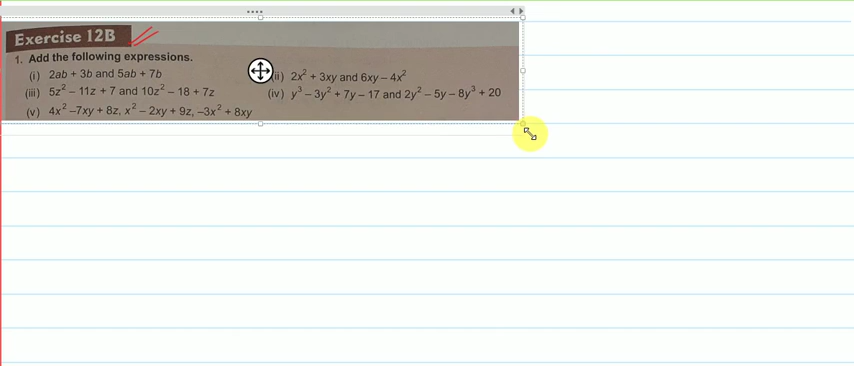 Exercise 12B
1. Add the following expressions.
(i) 2ab + 3b and 5ab + 7b
(ii) 2x² + 3xy and 6xy – 4x²
(iii) 5z² – 11z + 7 and 10z² – 18 + 7z
(iv) y³ – 3y² + 7y – 17 and 2y² – 5y – 8y³ + 20
(v) 4x² –7xy + 8z, x² – 2xy + 9z, –3x² + 8xy